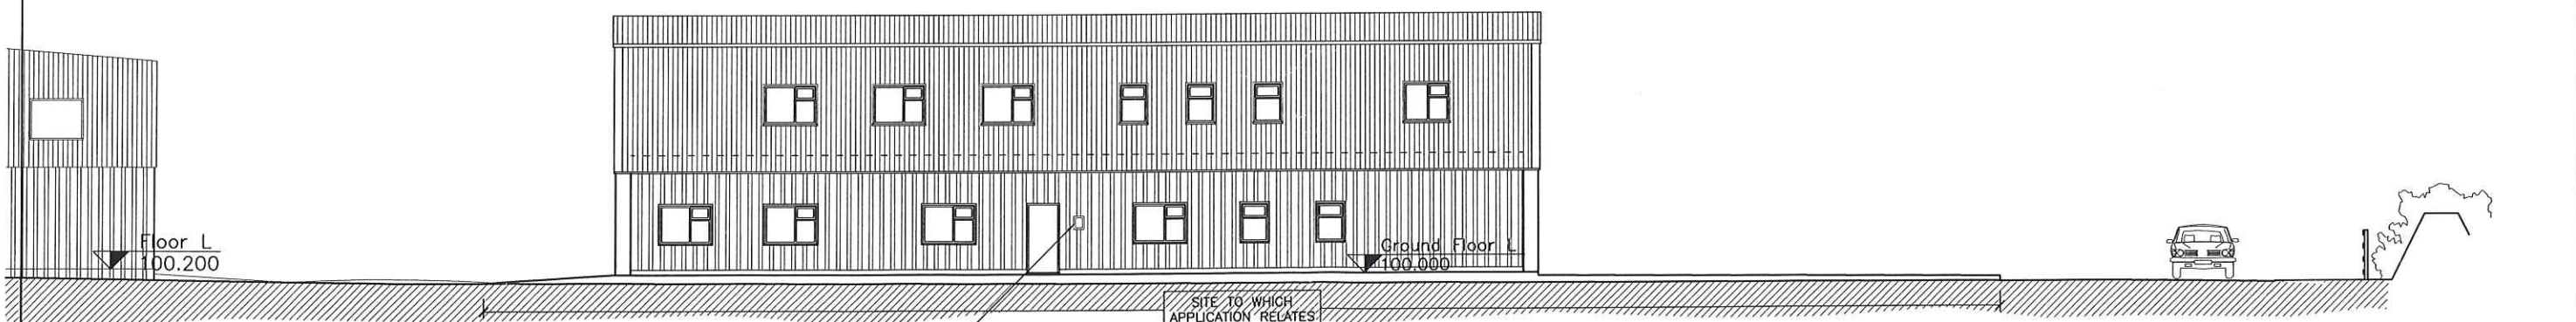 Floor L
100.200
Ground Floor L
100.000
SITE TO WHICH
APPLICATION RELATES